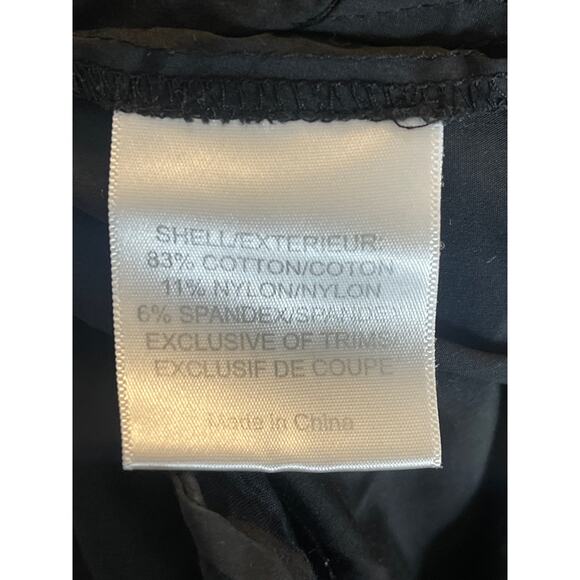 SHELL/EXTERIEUR:
83% COTTON/COTON
11% NYLON/NYLON
6% SPANDEX/SPANDEX
EXCLUSIVE OF TRIMS/
EXCLUSIF DE COUPE
Made in China